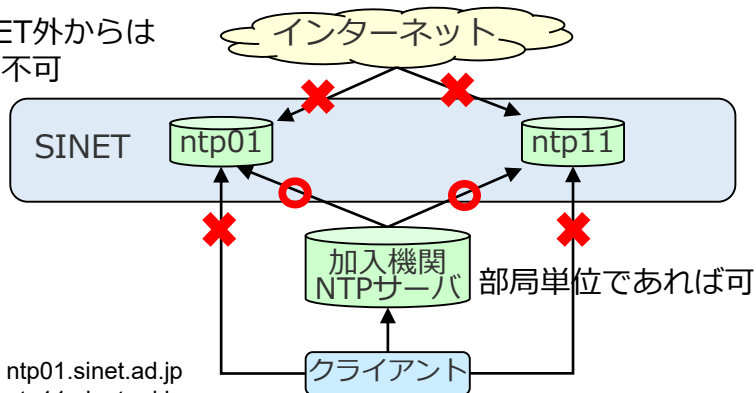 ET外からは
不可
インターネット
SINET
ntp01
ntp11
加入機関
NTPサーバ
部局単位であれば可
クライアント
ntp01.sinet.ad.jp